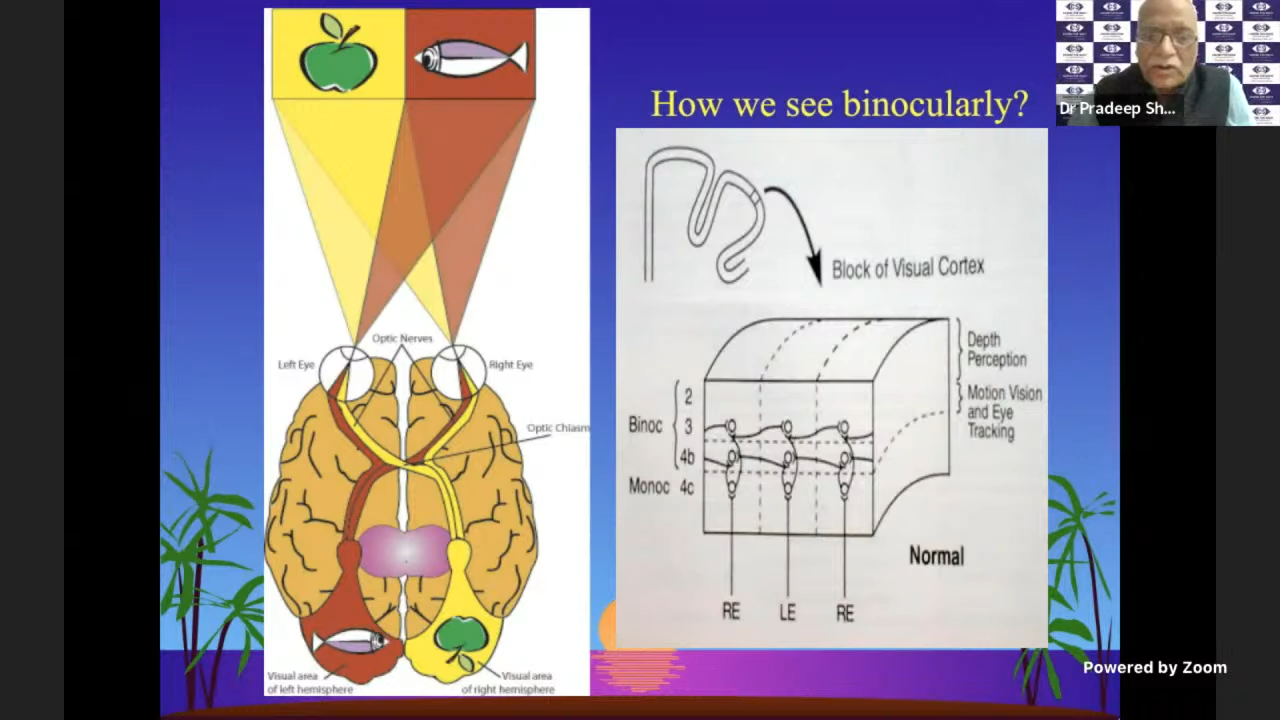 How we see binocularly?
Dr Pradeep Sh...
Optic Nerves
Left Eye
Right Eye
Optic Chiasm
Visual area
of left hemisphere
Visual area
of right hemisphere
Block of Visual Cortex
Depth
Perception
Motion Vision
and Eye
Tracking
Binoc
2
3
4b
Monoc 4c
Normal
RE LE RE
Powered by Zoom